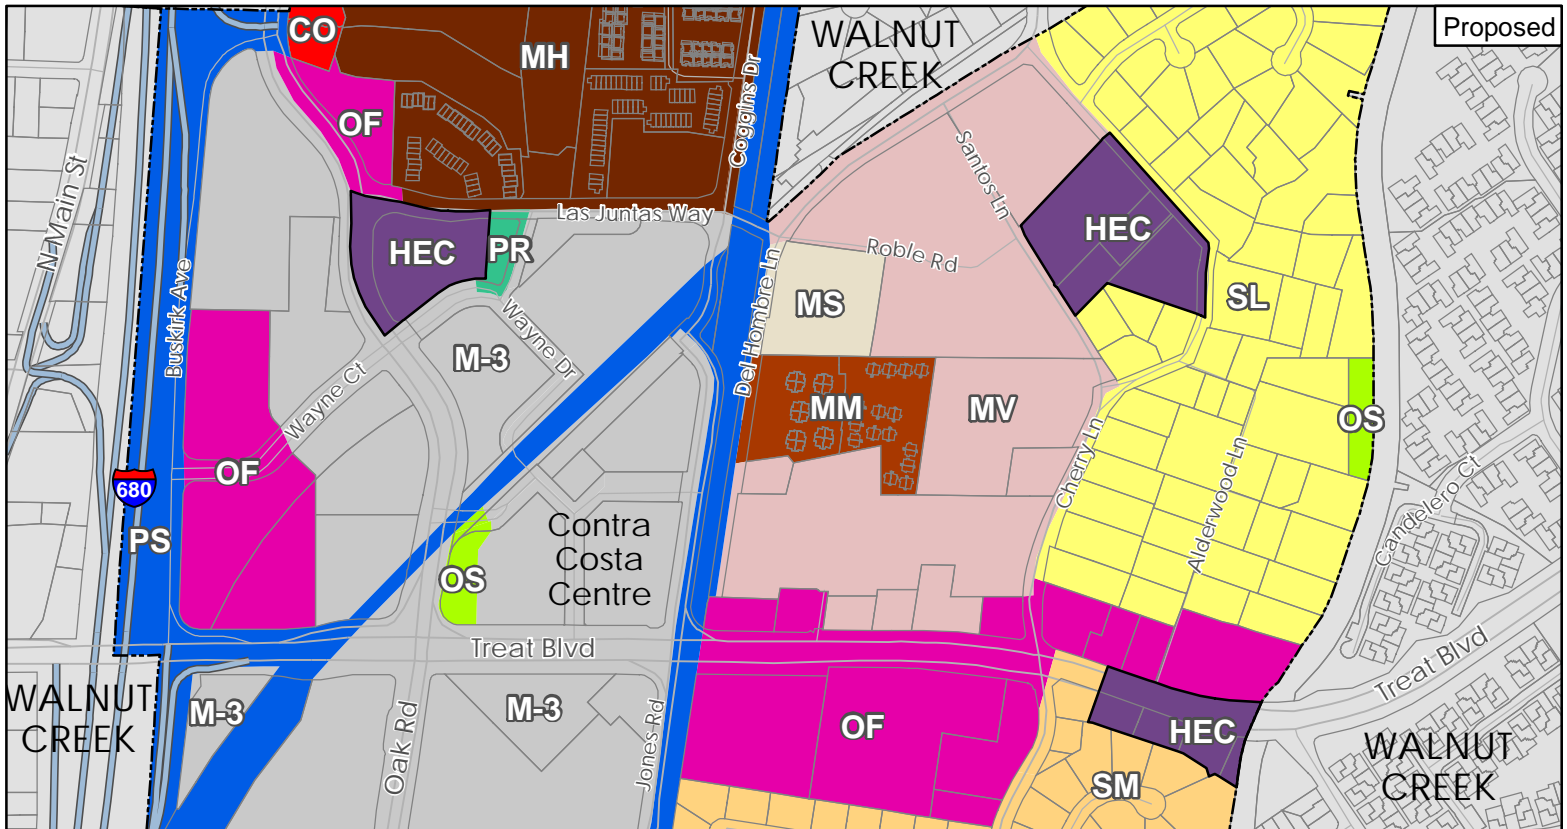 Proposed
CO
MH
WALNUT
CREEK
Coggins Dr
OF
N Main St
Santos Ln
Las Juntas Way
HEC
PR
HEC
Roble Rd
Buskirk Ave
Del Hombre Ln
MS
SL
Wayne Dr
M-3
Wayne Ct
MM
MV
OS
Cherry Ln
Alderwood Ln
OF
680
Candelero Ct
PS
Contra
Costa
Centre
OS
Treat Blvd
Treat Blvd
WALNUT
CREEK
M-3
M-3
Oak Rd
Jones Rd
OF
HEC
WALNUT
CREEK
SM